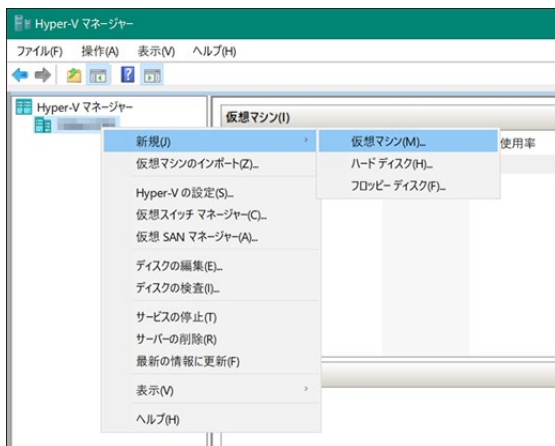 Hyper-V マネージャー
ファイル(F) 操作(A) 表示(V) ヘルプ(H)
Hyper-V マネージャー
仮想マシン(I)
使用率
新規(J)
仮想マシンのインポート(Z)...
Hyper-V の設定(S)...
仮想スイッチ マネージャー(C)...
仮想 SAN マネージャー(A)...
ディスクの編集(E)...
ディスクの検査(I)...
サービスの停止(T)
サーバーの削除(R)
最新の情報に更新(F)
表示(V)
ヘルプ(H)
仮想マシン(M)...
ハード ディスク(H)...
フロッピー ディスク(F)...